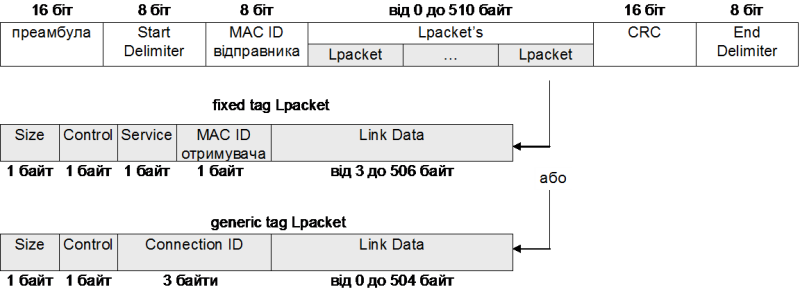 16 біт 8 біт 8 біт від 0 до 510 байт 16 біт 8 біт
преамбула Start Delimiter MAC ID відправника Lpacket's CRC End Delimiter
Lpacket ... Lpacket
fixed tag Lpacket
Size Control Service MAC ID отримувача Link Data
1 байт 1 байт 1 байт 1 байт від 3 до 506 байт
або
generic tag Lpacket
Size Control Connection ID Link Data
1 байт 1 байт 3 байти від 0 до 504 байт